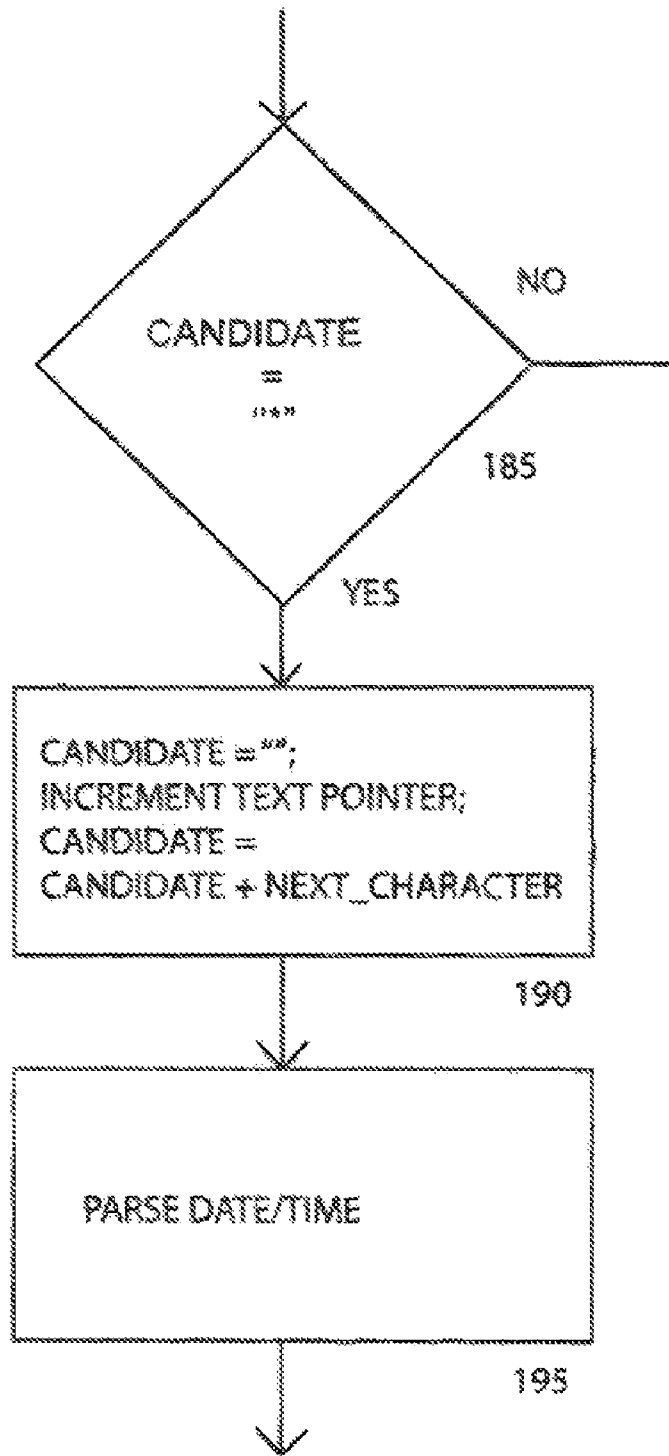 NO
CANDIDATE
=
185
YES
CANDIDATE = “”;
INCREMENT TEXT POINTER;
CANDIDATE =
CANDIDATE + NEXT_CHARACTER
190
PARSE DATE/TIME
195